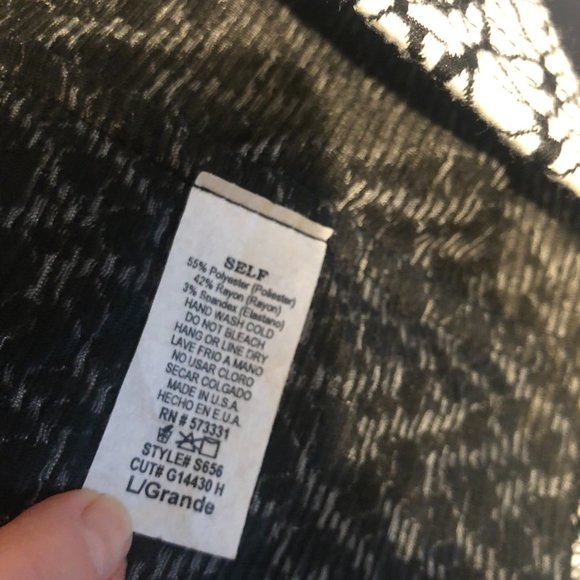 SELF
55% Polyester (Poliester)
42% Rayon (Rayon)
3% Spandex (Elastano)
HAND WASH COLD
DO NOT BLEACH
HANG OR LINE DRY
LAVE FRIO A MANO
NO USAR CLORO
SECAR COLGADO
MADE IN U.S.A.
HECHO EN E.U.A.
RN # 573331
STYLE# S656
CUT# G14430 H
L/Grande